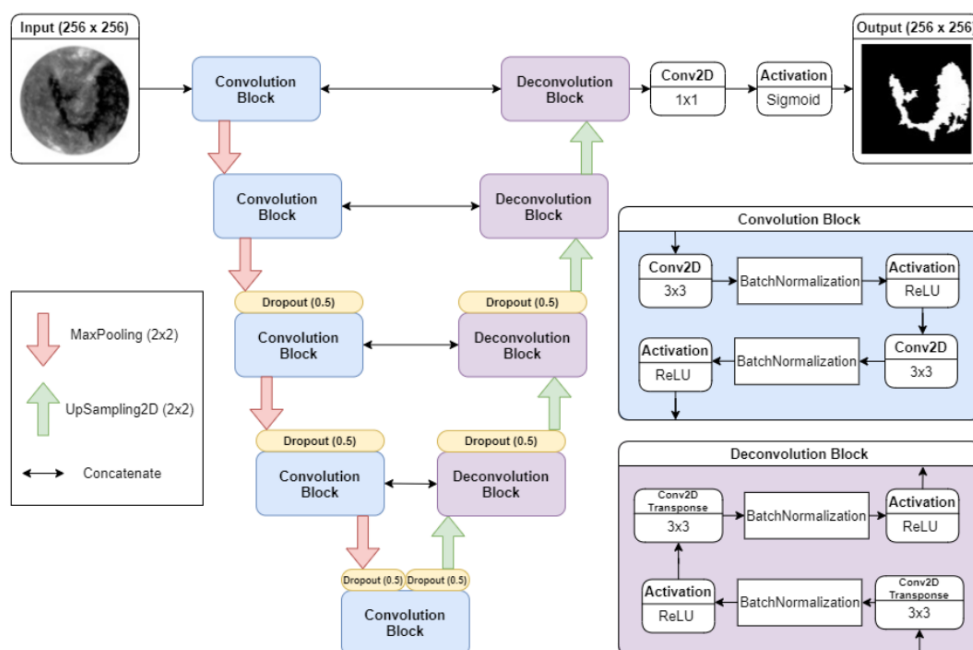 Input (256 x 256)
Convolution
Block
Deconvolution
Block
Conv2D
1x1
Activation
Sigmoid
Output (256 x 256)
Convolution
Block
Deconvolution
Block
Dropout (0.5)
Convolution
Block
Dropout (0.5)
Deconvolution
Block
Dropout (0.5)
Convolution
Block
Dropout (0.5)
Deconvolution
Block
Dropout (0.5)
Dropout (0.5)
Convolution
Block
MaxPooling (2x2)
UpSampling2D (2x2)
Concatenate
Convolution Block
Conv2D
3x3
BatchNormalization
Activation
ReLU
Activation
ReLU
BatchNormalization
Conv2D
3x3
Deconvolution Block
Conv2D
Transponse
3x3
BatchNormalization
Activation
ReLU
Activation
ReLU
BatchNormalization
Conv2D
Transponse
3x3